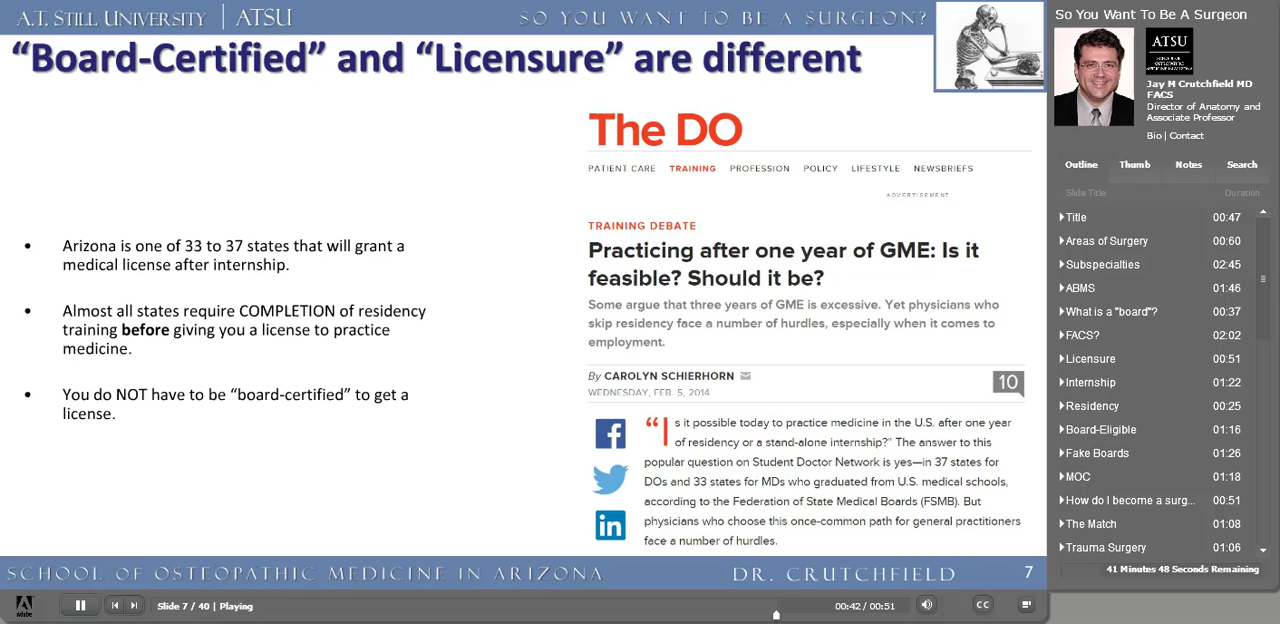 A.T. STILL UNIVERSITY | ATSU
SO YOU WANT TO BE A SURGEON?
“Board-Certified” and “Licensure” are different
• Arizona is one of 33 to 37 states that will grant a
medical license after internship.
• Almost all states require COMPLETION of residency
training before giving you a license to practice
medicine.
• You do NOT have to be “board-certified” to get a
license.
The DO
PATIENT CARE TRAINING PROFESSION POLICY LIFESTYLE NEWSBRIEFS
ADVERTISEMENT
TRAINING DEBATE
Practicing after one year of GME: Is it
feasible? Should it be?
Some argue that three years of GME is excessive. Yet physicians who
skip residency face a number of hurdles, especially when it comes to
employment.
By CAROLYN SCHIERHORN
WEDNESDAY, FEB. 5, 2014
10
“Is it possible today to practice medicine in the U.S. after one year
of residency or a stand-alone internship?” The answer to this
popular question on Student Doctor Network is yes—in 37 states for
DOs and 33 states for MDs who graduated from U.S. medical schools,
according to the Federation of State Medical Boards (FSMB). But
physicians who choose this once-common path for general practitioners
face a number of hurdles.
SCHOOL OF OSTEOPATHIC MEDICINE IN ARIZONA
DR. CRUTCHFIELD
7
Adobe
Slide 7 / 40 | Playing
00:42 / 00:51
CC
So You Want To Be A Surgeon
ATSU
SCHOOL OF
OSTEOPATHIC
MEDICINE IN ARIZONA
Jay M Crutchfield MD
FACS
Director of Anatomy and
Associate Professor
Bio | Contact
Outline Thumb Notes Search
Slide Title Duration
Title 00:47
Areas of Surgery 00:60
Subspecialties 02:45
ABMS 01:46
What is a "board"? 00:37
FACS? 02:02
Licensure 00:51
Internship 01:22
Residency 00:25
Board-Eligible 01:16
Fake Boards 01:26
MOC 01:18
How do I become a surg... 00:51
The Match 01:08
Trauma Surgery 01:06
41 Minutes 48 Seconds Remaining